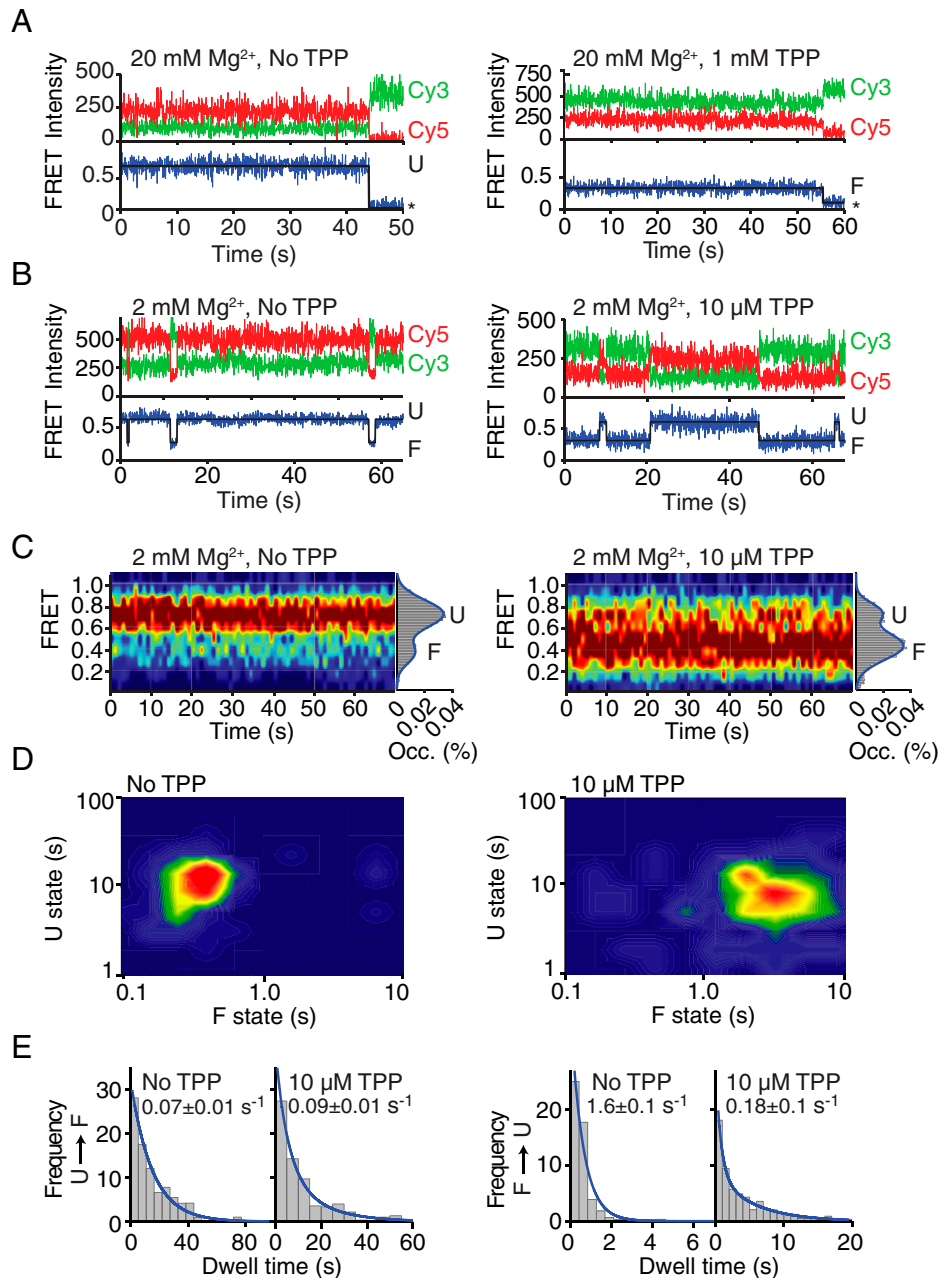 A
20 mM Mg²⁺, No TPP
500
250
0
Intensity
Cy3
Cy5
0.5
0
FRET
U
*
0 10 20 30 40 50
Time (s)
20 mM Mg²⁺, 1 mM TPP
750
500
250
0
Intensity
Cy3
Cy5
0.5
0
FRET
F
*
0 10 20 30 40 50 60
Time (s)
B
2 mM Mg²⁺, No TPP
500
250
0
Intensity
Cy5
Cy3
0.5
0
FRET
U
F
0 20 40 60
Time (s)
2 mM Mg²⁺, 10 µM TPP
500
250
0
Intensity
Cy3
Cy5
0.5
0
FRET
U
F
0 20 40 60
Time (s)
C
2 mM Mg²⁺, No TPP
1.0
0.8
0.6
0.4
0.2
FRET
U
F
0 10 20 30 40 50 60
Time (s)
0 0.02 0.04
Occ. (%)
2 mM Mg²⁺, 10 µM TPP
1.0
0.8
0.6
0.4
0.2
FRET
U
F
0 10 20 30 40 50 60
Time (s)
0 0.02 0.04
Occ. (%)
D
No TPP
100
10
1
U state (s)
0.1 1.0 10
F state (s)
10 µM TPP
100
10
1
U state (s)
0.1 1.0 10
F state (s)
E
Frequency
U → F
30
20
10
0
No TPP
0.07±0.01 s⁻¹
0 40 80
10 µM TPP
0.09±0.01 s⁻¹
0 20 40 60
Dwell time (s)
Frequency
F → U
20
10
0
No TPP
1.6±0.1 s⁻¹
0 2 4 6
10 µM TPP
0.18±0.1 s⁻¹
0 10 20
Dwell time (s)